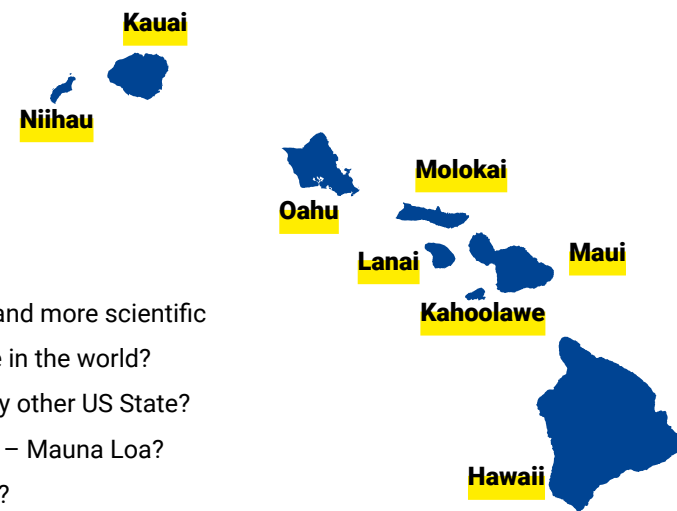 Kauai
Niihau
Molokai
Oahu
Maui
Lanai
Kahoolawe
and more scientific
e in the world?
y other US State?
– Mauna Loa?
Hawaii
?